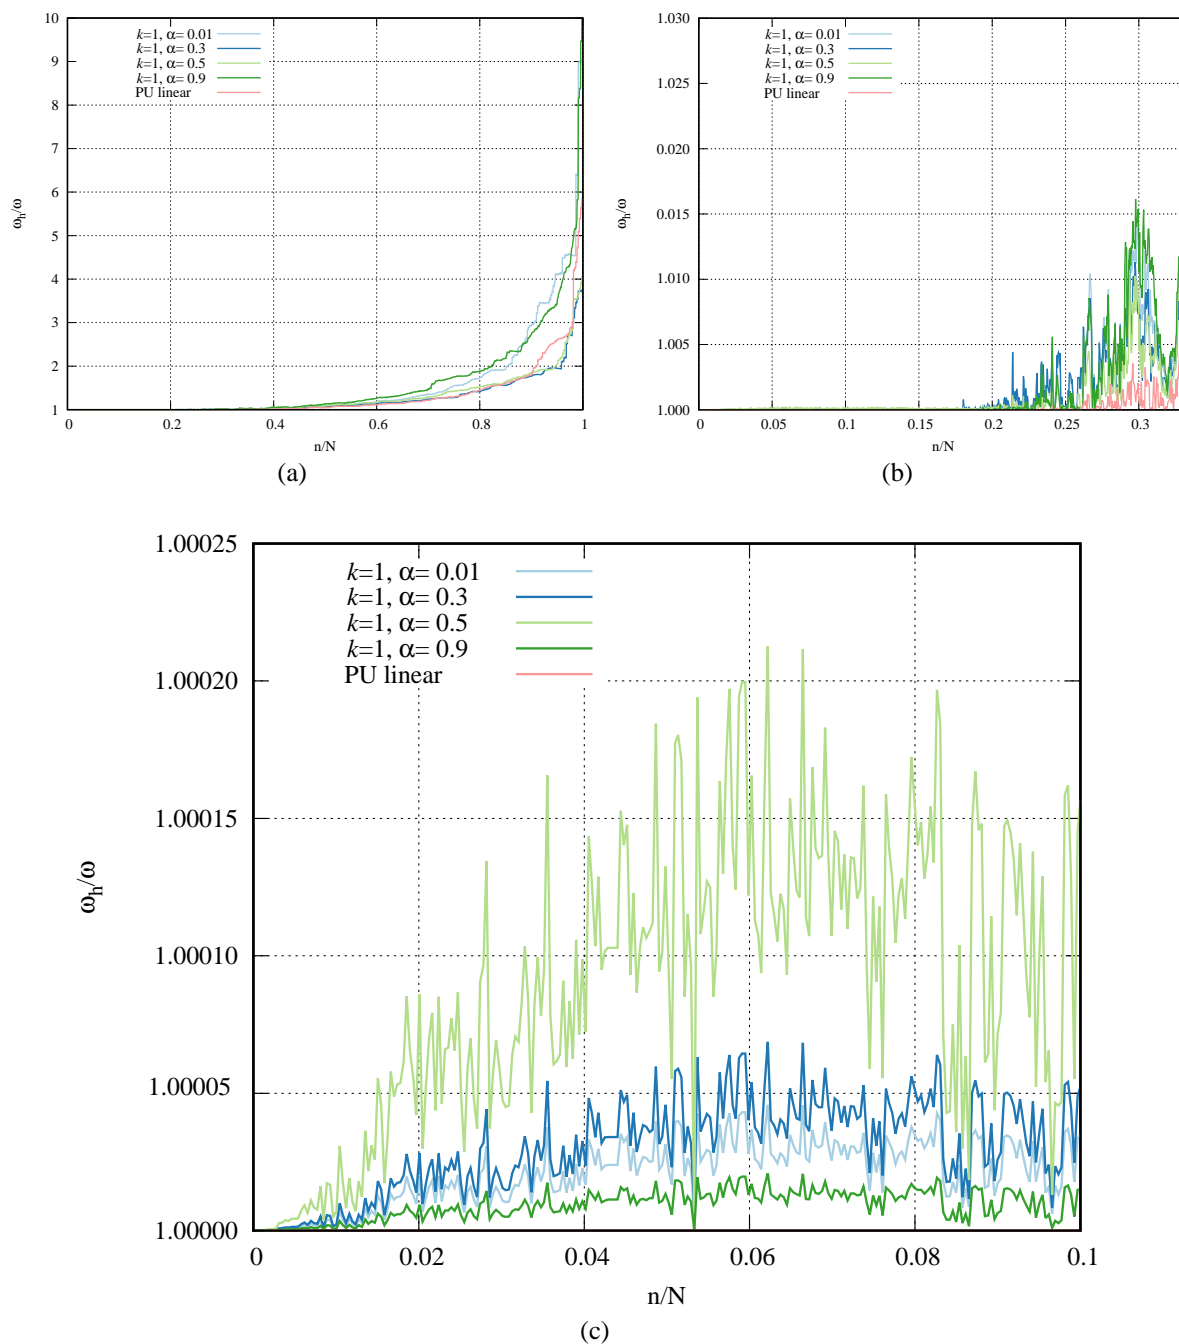 10
9
8
7
6
5
4
3
2
1
ω_h/ω
k=1, α= 0.01
k=1, α= 0.3
k=1, α= 0.5
k=1, α= 0.9
PU linear
0 0.2 0.4 0.6 0.8 1
n/N
(a)
1.030
1.025
1.020
1.015
1.010
1.005
1.000
ω_h/ω
k=1, α= 0.01
k=1, α= 0.3
k=1, α= 0.5
k=1, α= 0.9
PU linear
0 0.05 0.1 0.15 0.2 0.25 0.3
n/N
(b)
1.00025
1.00020
1.00015
1.00010
1.00005
1.00000
ω_h/ω
k=1, α= 0.01
k=1, α= 0.3
k=1, α= 0.5
k=1, α= 0.9
PU linear
0 0.02 0.04 0.06 0.08 0.1
n/N
(c)